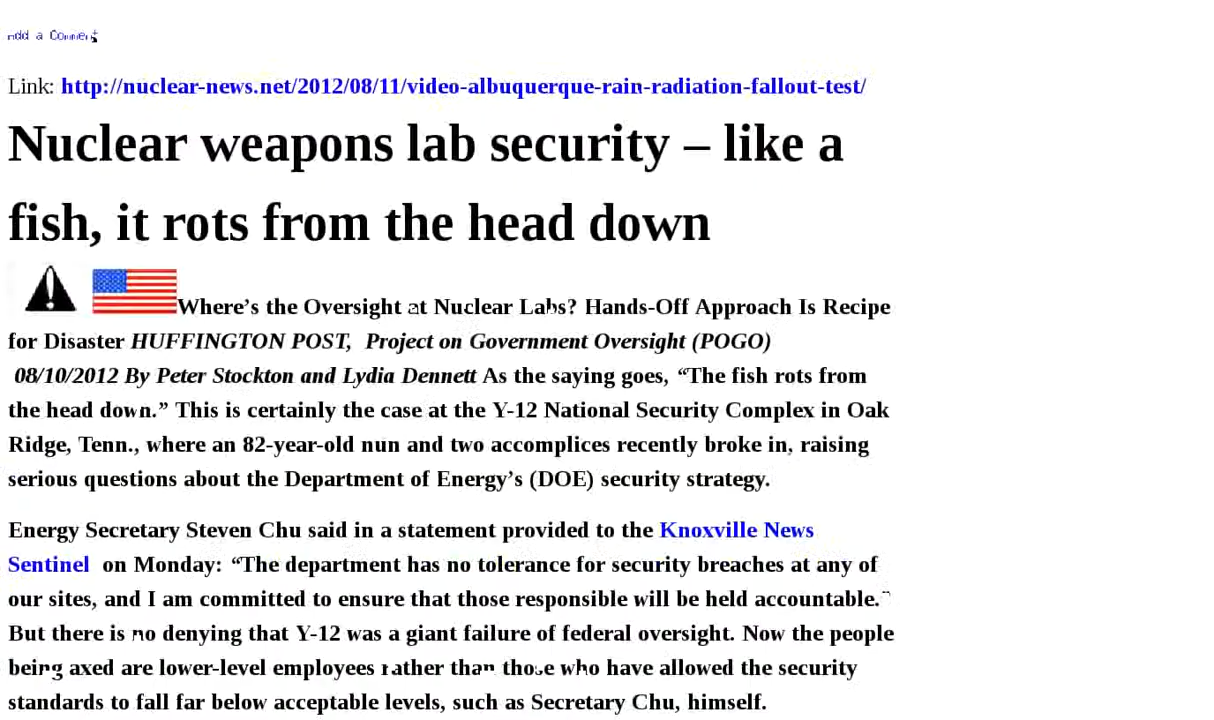 Add a Comment
Link: http://nuclear-news.net/2012/08/11/video-albuquerque-rain-radiation-fallout-test/
Nuclear weapons lab security – like a
fish, it rots from the head down
Where’s the Oversight at Nuclear Labs? Hands-Off Approach Is Recipe
for Disaster HUFFINGTON POST,  Project on Government Oversight (POGO)
08/10/2012 By Peter Stockton and Lydia Dennett As the saying goes, “The fish rots from
the head down.” This is certainly the case at the Y-12 National Security Complex in Oak
Ridge, Tenn., where an 82-year-old nun and two accomplices recently broke in, raising
serious questions about the Department of Energy’s (DOE) security strategy.
Energy Secretary Steven Chu said in a statement provided to the Knoxville News
Sentinel  on Monday: “The department has no tolerance for security breaches at any of
our sites, and I am committed to ensure that those responsible will be held accountable.”
But there is no denying that Y-12 was a giant failure of federal oversight. Now the people
being axed are lower-level employees rather than those who have allowed the security
standards to fall far below acceptable levels, such as Secretary Chu, himself.